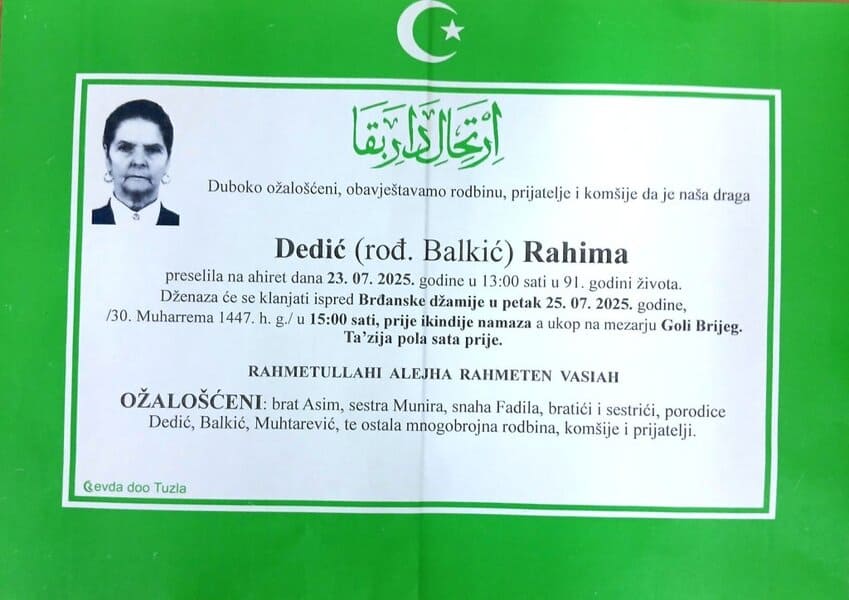 اِرْتِحَالِ دَارِ بَقَا
Duboko ožalošćeni, obavještavamo rodbinu, prijatelje i komšije da je naša draga
Dedić (rođ. Balkić) Rahima
preselila na ahiret dana 23. 07. 2025. godine u 13:00 sati u 91. godini života.
Dženaza će se klanjati ispred Brđanske džamije u petak 25. 07. 2025. godine,
/30. Muharrema 1447. h. g./ u 15:00 sati, prije ikindije namaza a ukop na mezarju Goli Brijeg.
Ta’zija pola sata prije.
RAHMETULLAHI ALEJHA RAHMETEN VASIAH
OŽALOŠĆENI: brat Asim, sestra Munira, snaha Fadila, bratići i sestrići, porodice
Dedić, Balkić, Muhtarević, te ostala mnogobrojna rodbina, komšije i prijatelji.
Cevda doo Tuzla